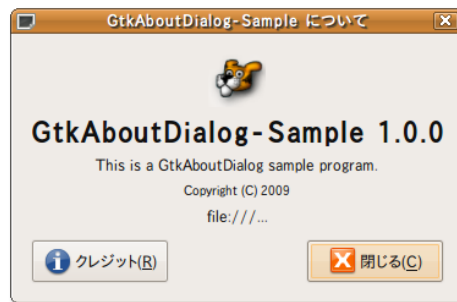 GtkAboutDialog-Sample について
GtkAboutDialog-Sample 1.0.0
This is a GtkAboutDialog sample program.
Copyright (C) 2009
file:///...
クレジット(R)
閉じる(C)